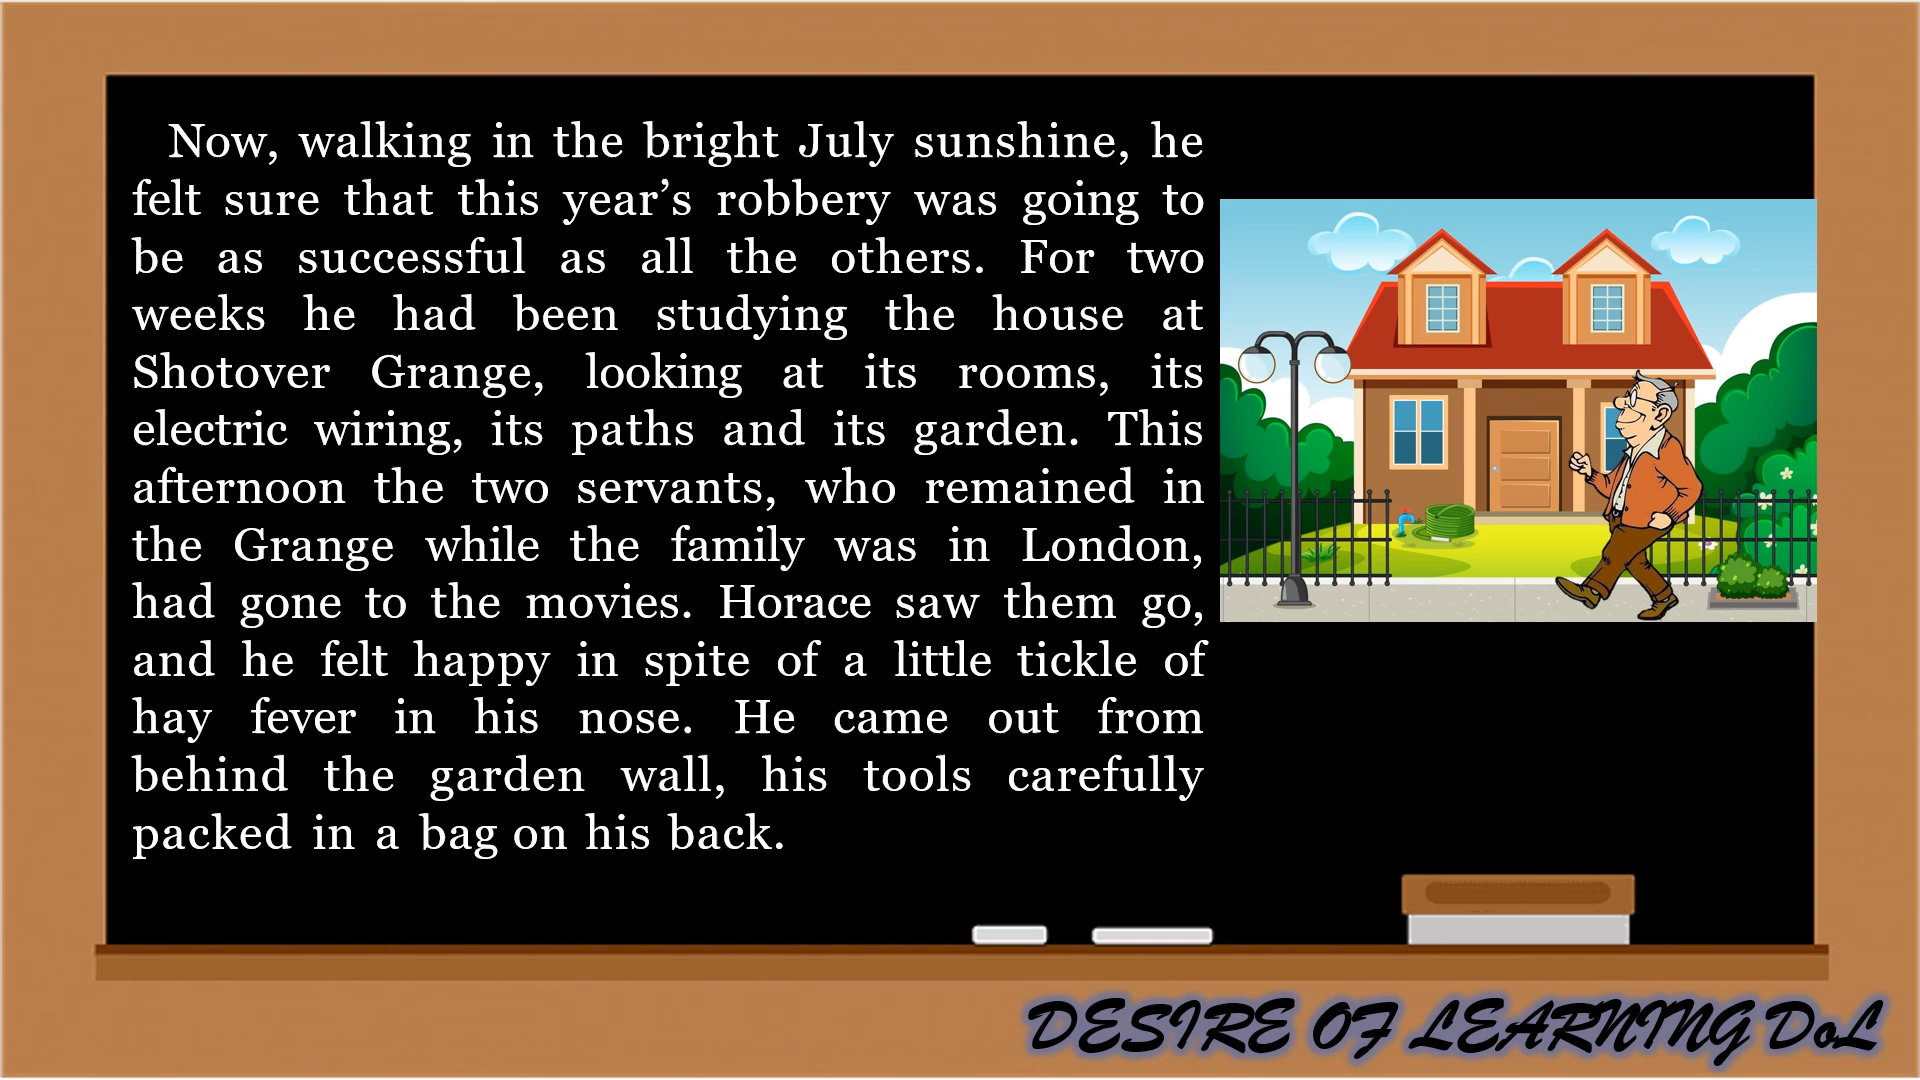 Now, walking in the bright July sunshine, he
felt sure that this year’s robbery was going to
be as successful as all the others. For two
weeks he had been studying the house at
Shotover Grange, looking at its rooms, its
electric wiring, its paths and its garden. This
afternoon the two servants, who remained in
the Grange while the family was in London,
had gone to the movies. Horace saw them go,
and he felt happy in spite of a little tickle of
hay fever in his nose. He came out from
behind the garden wall, his tools carefully
packed in a bag on his back.
DESIRE OF LEARNING DoL